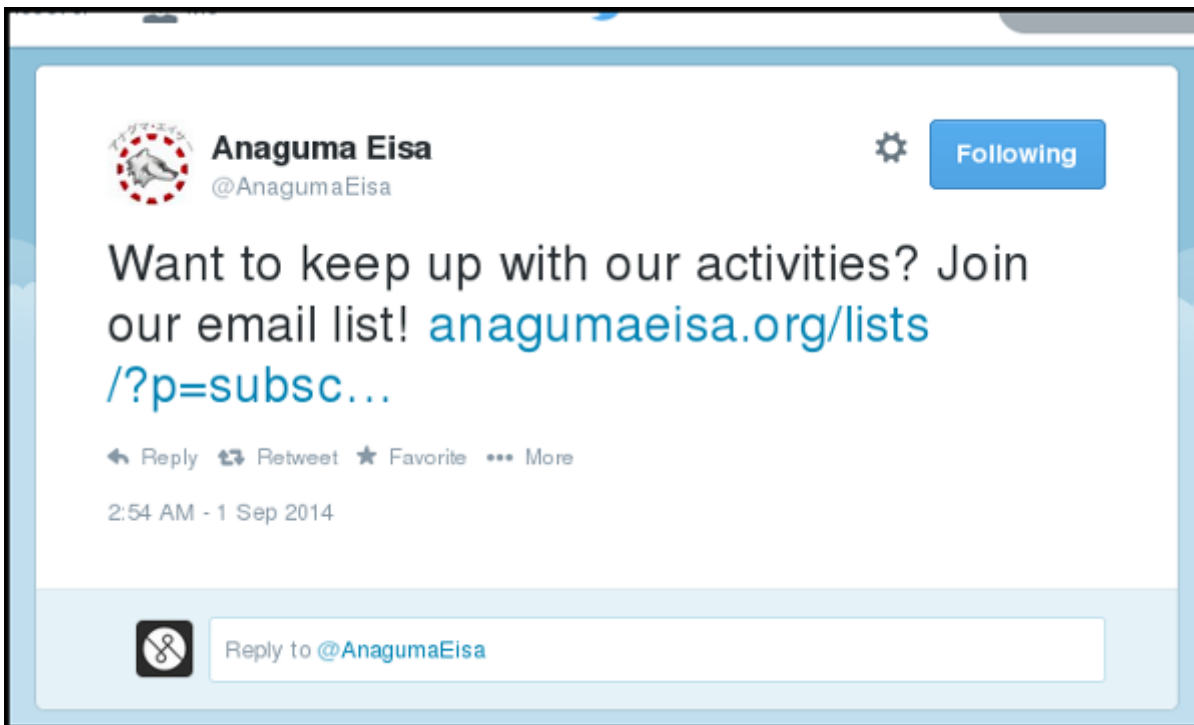 Anaguma Eisa
@AnagumaEisa
Following
Want to keep up with our activities? Join
our email list! anagumaeisa.org/lists
/?p=subsc…
Reply Retweet Favorite More
2:54 AM - 1 Sep 2014
Reply to @AnagumaEisa